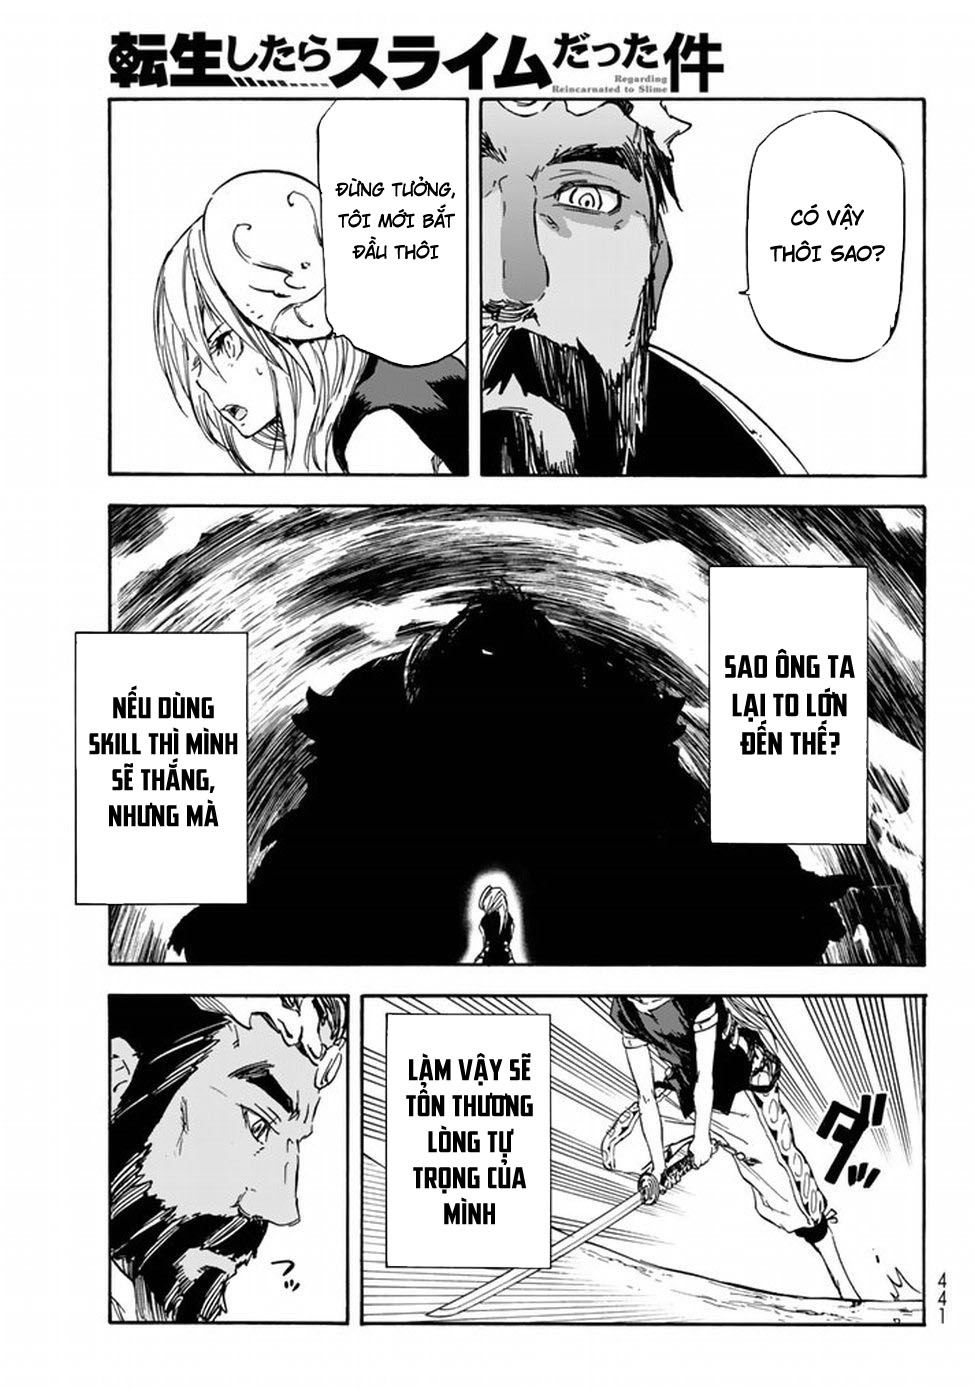 転生したらスライムだった件
Regarding
Reincarnated to Slime
CÓ VẬY
THÔI SAO?
ĐỪNG TƯỞNG,
TÔI MỚI BẮT
ĐẦU THÔI
SAO ÔNG TA
LẠI TO LỚN
ĐẾN THẾ?
NẾU DÙNG
SKILL THÌ MÌNH
SẼ THẮNG,
NHƯNG MÀ
LÀM VẬY SẼ
TỔN THƯƠNG
LÒNG TỰ
TRỌNG CỦA
MÌNH
ダッ
フッ
441